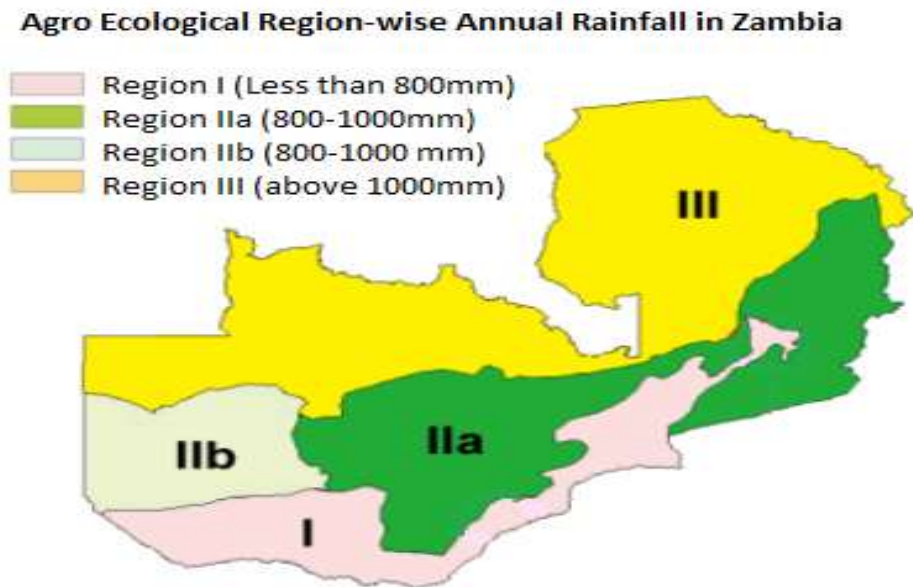 Agro Ecological Region-wise Annual Rainfall in Zambia
Region I (Less than 800mm)
Region IIa (800-1000mm)
Region IIb (800-1000 mm)
Region III (above 1000mm)
III
IIa
IIb
I